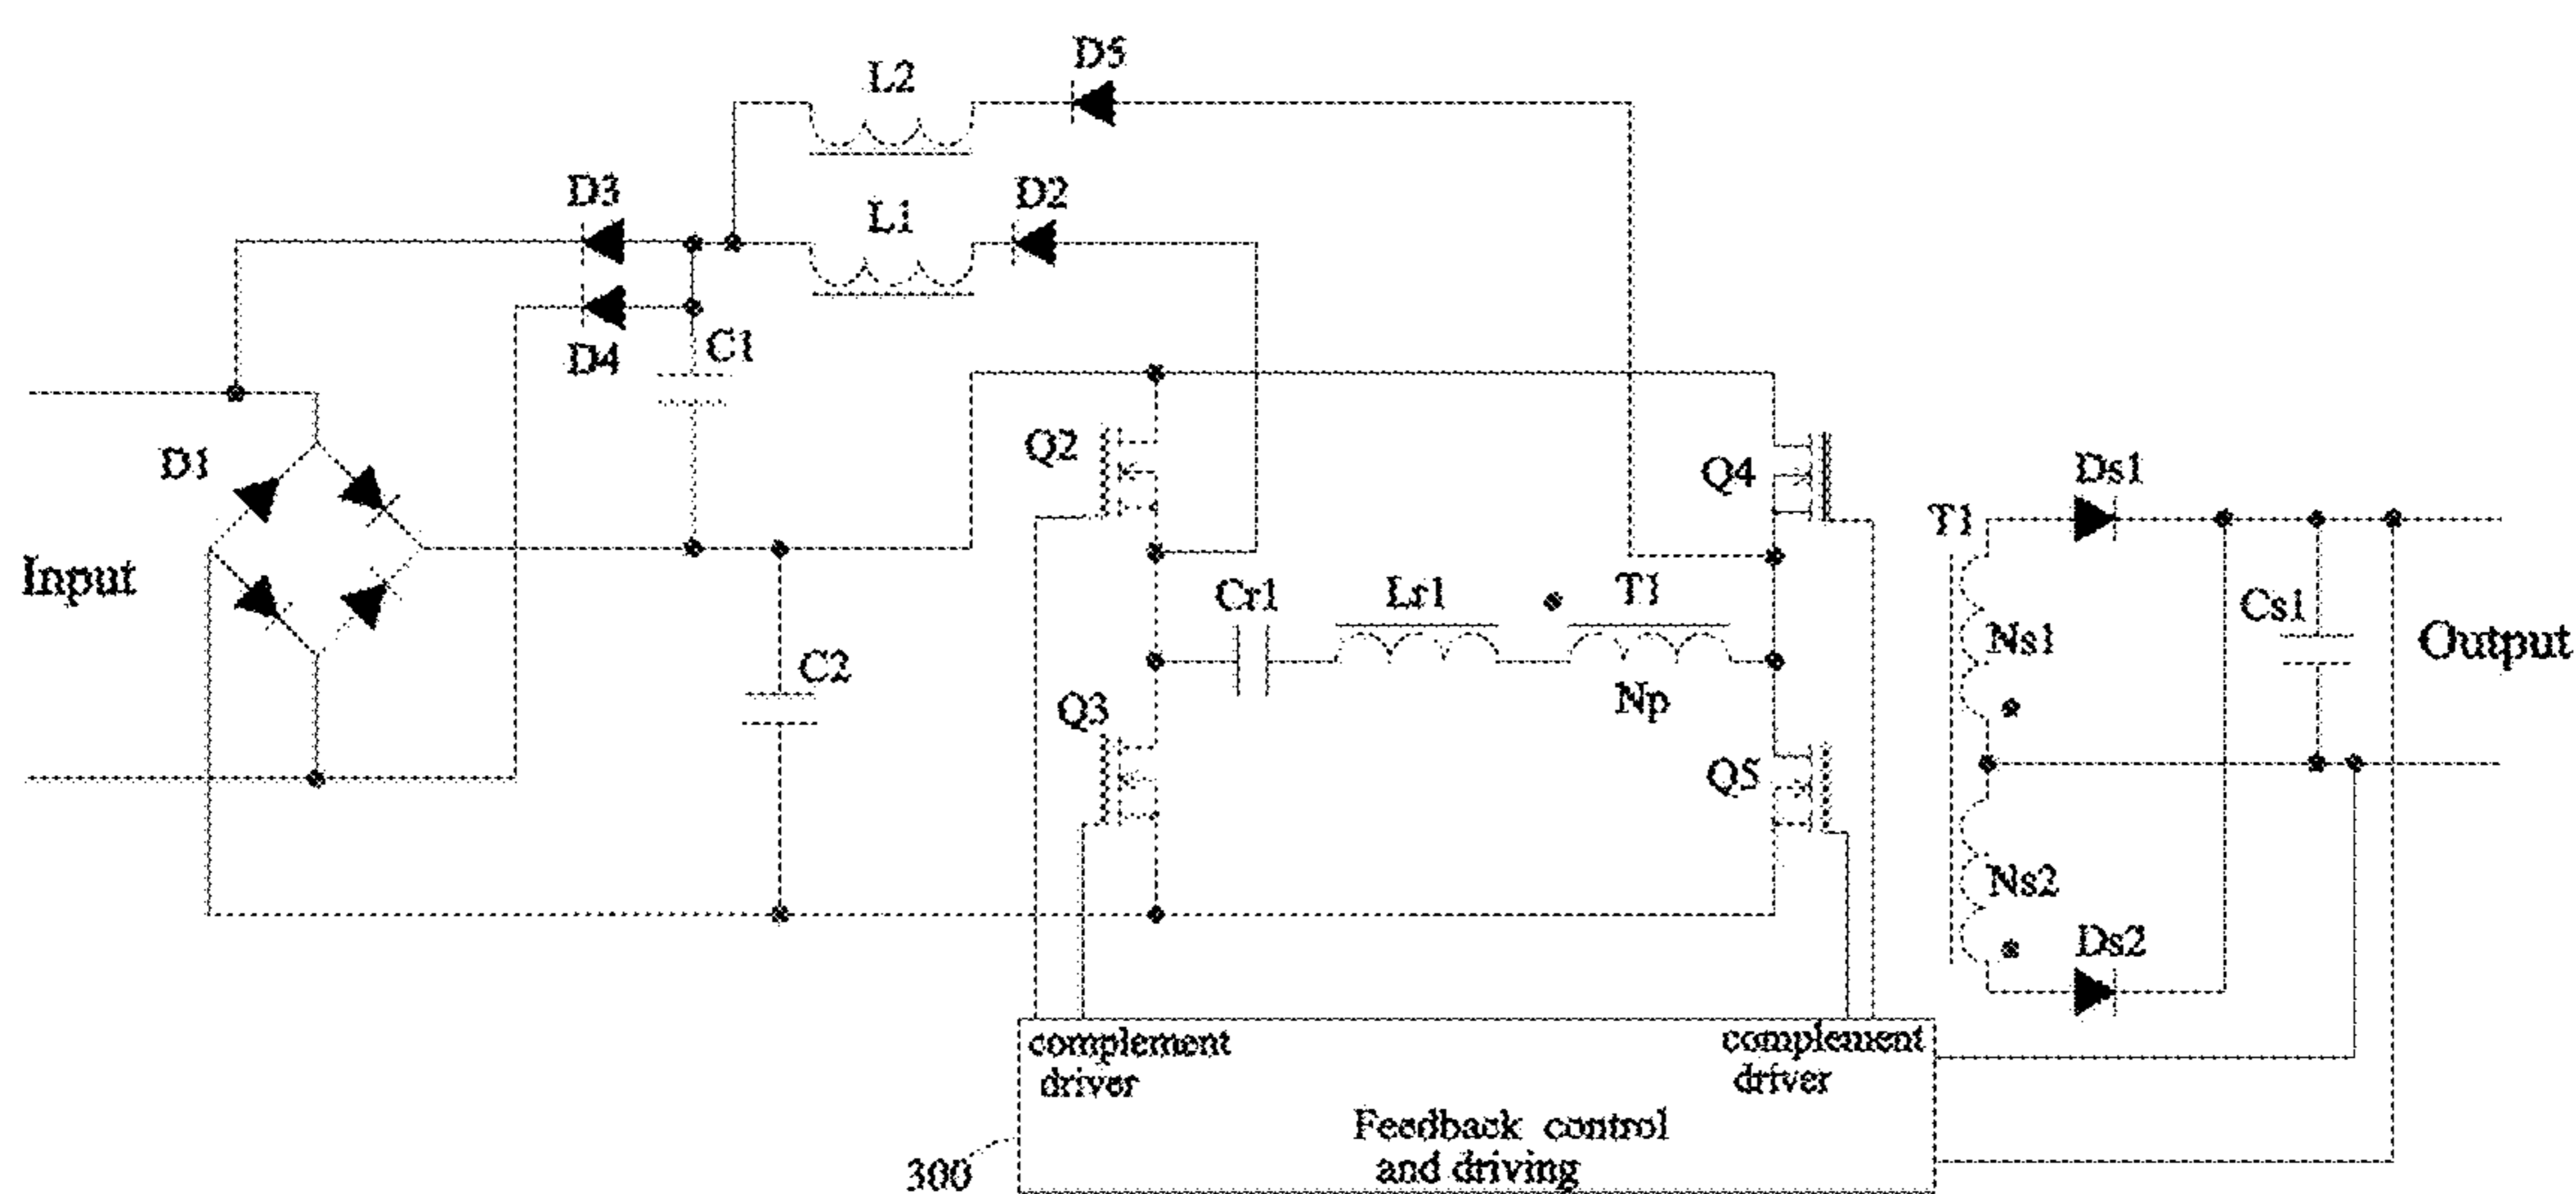 D5
L2
D3
L1
D2
D4
C1
D1
Q2
Q4
Ds1
T1
Input
Cr1
Lr1
T1
Cs1
Ns1
Output
C2
Np
Q3
Q5
Ns2
Ds2
complement
driver
complement
driver
Feedback control
and driving
300